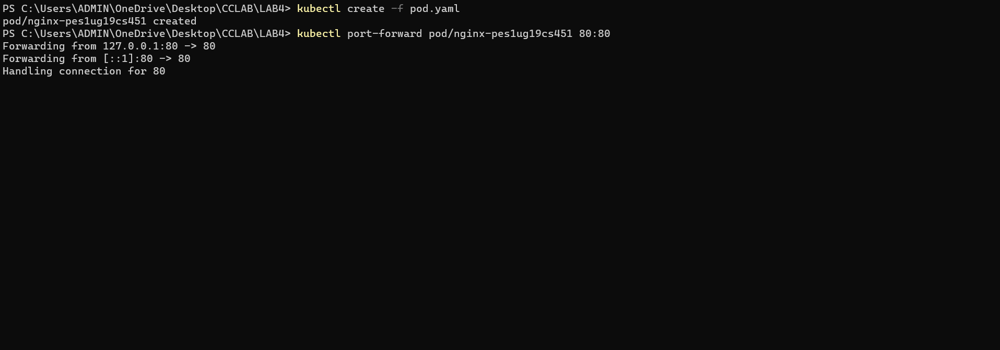 PS C:\Users\ADMIN\OneDrive\Desktop\CCLAB\LAB4> kubectl create -f pod.yaml
pod/nginx-pes1ug19cs451 created
PS C:\Users\ADMIN\OneDrive\Desktop\CCLAB\LAB4> kubectl port-forward pod/nginx-pes1ug19cs451 80:80
Forwarding from 127.0.0.1:80 -> 80
Forwarding from [::1]:80 -> 80
Handling connection for 80